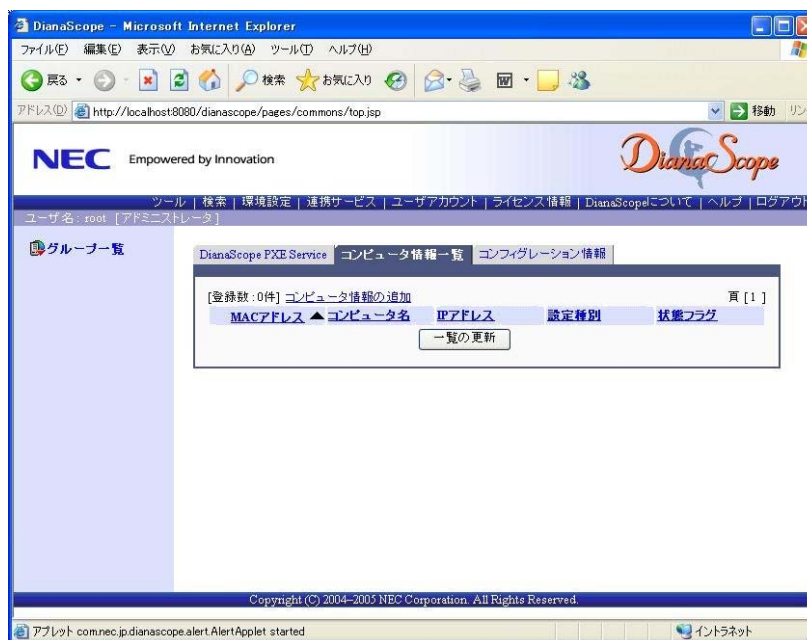 DianaScope - Microsoft Internet Explorer
ファイル(F) 編集(E) 表示(V) お気に入り(A) ツール(T) ヘルプ(H)
戻る 検索 お気に入り
アドレス(D) http://localhost:8080/dianascope/pages/commons/top.jsp 移動 リン
NEC Empowered by Innovation DianaScope
ツール | 検索 | 環境設定 | 連携サービス | ユーザアカウント | ライセンス情報 | DianaScopeについて | ヘルプ | ログアウト
ユーザ名 : root [アドミニストレータ]
グループ一覧
DianaScope PXE Service コンピュータ情報一覧 コンフィグレーション情報
[登録数 : 0件] コンピュータ情報の追加 頁 [1 ]
MACアドレス ▲ コンピュータ名 IPアドレス 設定種別 状態フラグ
一覧の更新
Copyright (C) 2004-2005 NEC Corporation. All Rights Reserved.
アプレット com.nec.jp.dianascope.alert.AlertApplet started イントラネット